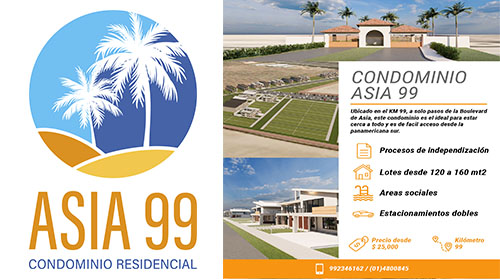 ASIA 99
CONDOMINIO RESIDENCIAL
CONDOMINIO
ASIA 99
Ubicado en el KM 99, a solo pasos de la Boulevard
de Asia, este condominio es el ideal para estar
cerca a todo y es de facil acceso desde la
panamericana sur.
Procesos de independización
Lotes desde 120 a 160 mt2
Areas sociales
Estacionamientos dobles
Precio desde
$ 25,000
Kilómetro
99
992346162 / (01)4800845